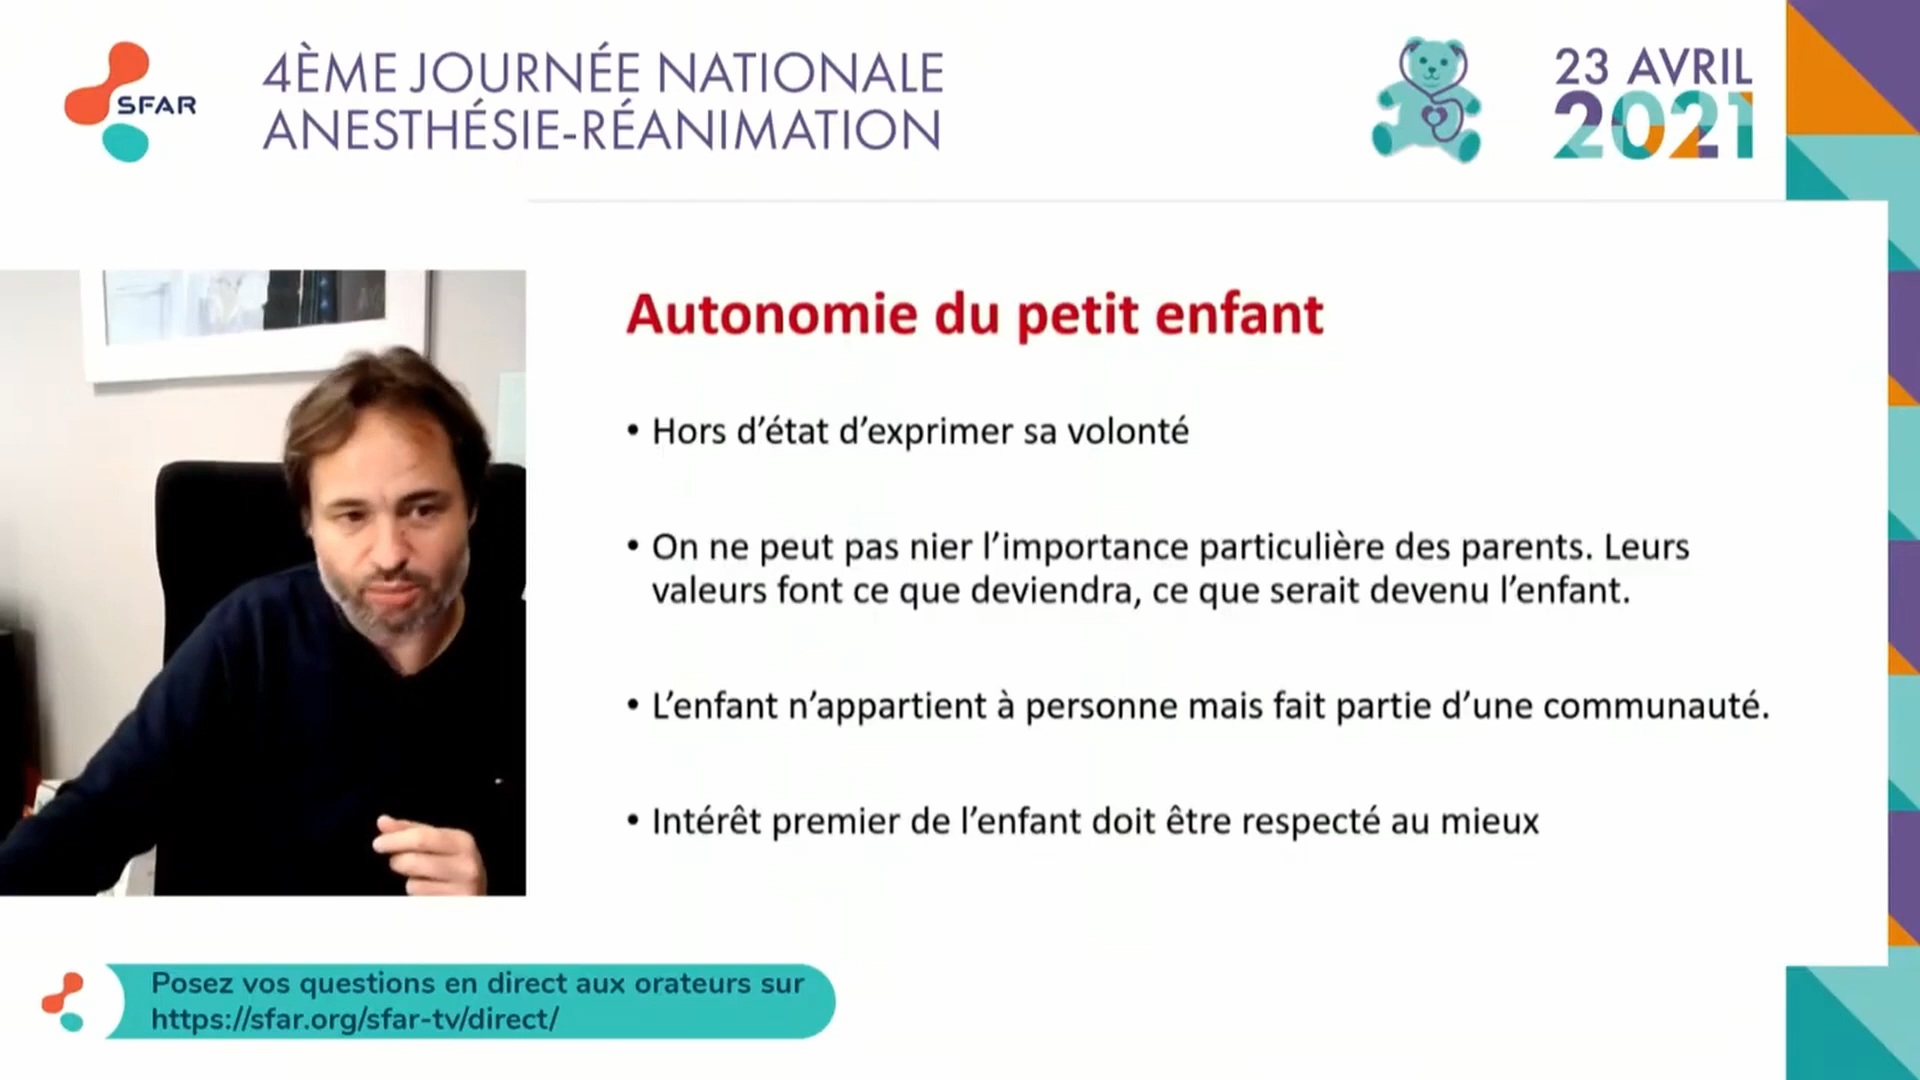 SFAR
4ÈME JOURNÉE NATIONALE
ANESTHÉSIE-RÉANIMATION
23 AVRIL
2021
Autonomie du petit enfant
• Hors d’état d’exprimer sa volonté
• On ne peut pas nier l’importance particulière des parents. Leurs
valeurs font ce que deviendra, ce que serait devenu l’enfant.
• L’enfant n’appartient à personne mais fait partie d’une communauté.
• Intérêt premier de l’enfant doit être respecté au mieux
Posez vos questions en direct aux orateurs sur
https://sfar.org/sfar-tv/direct/